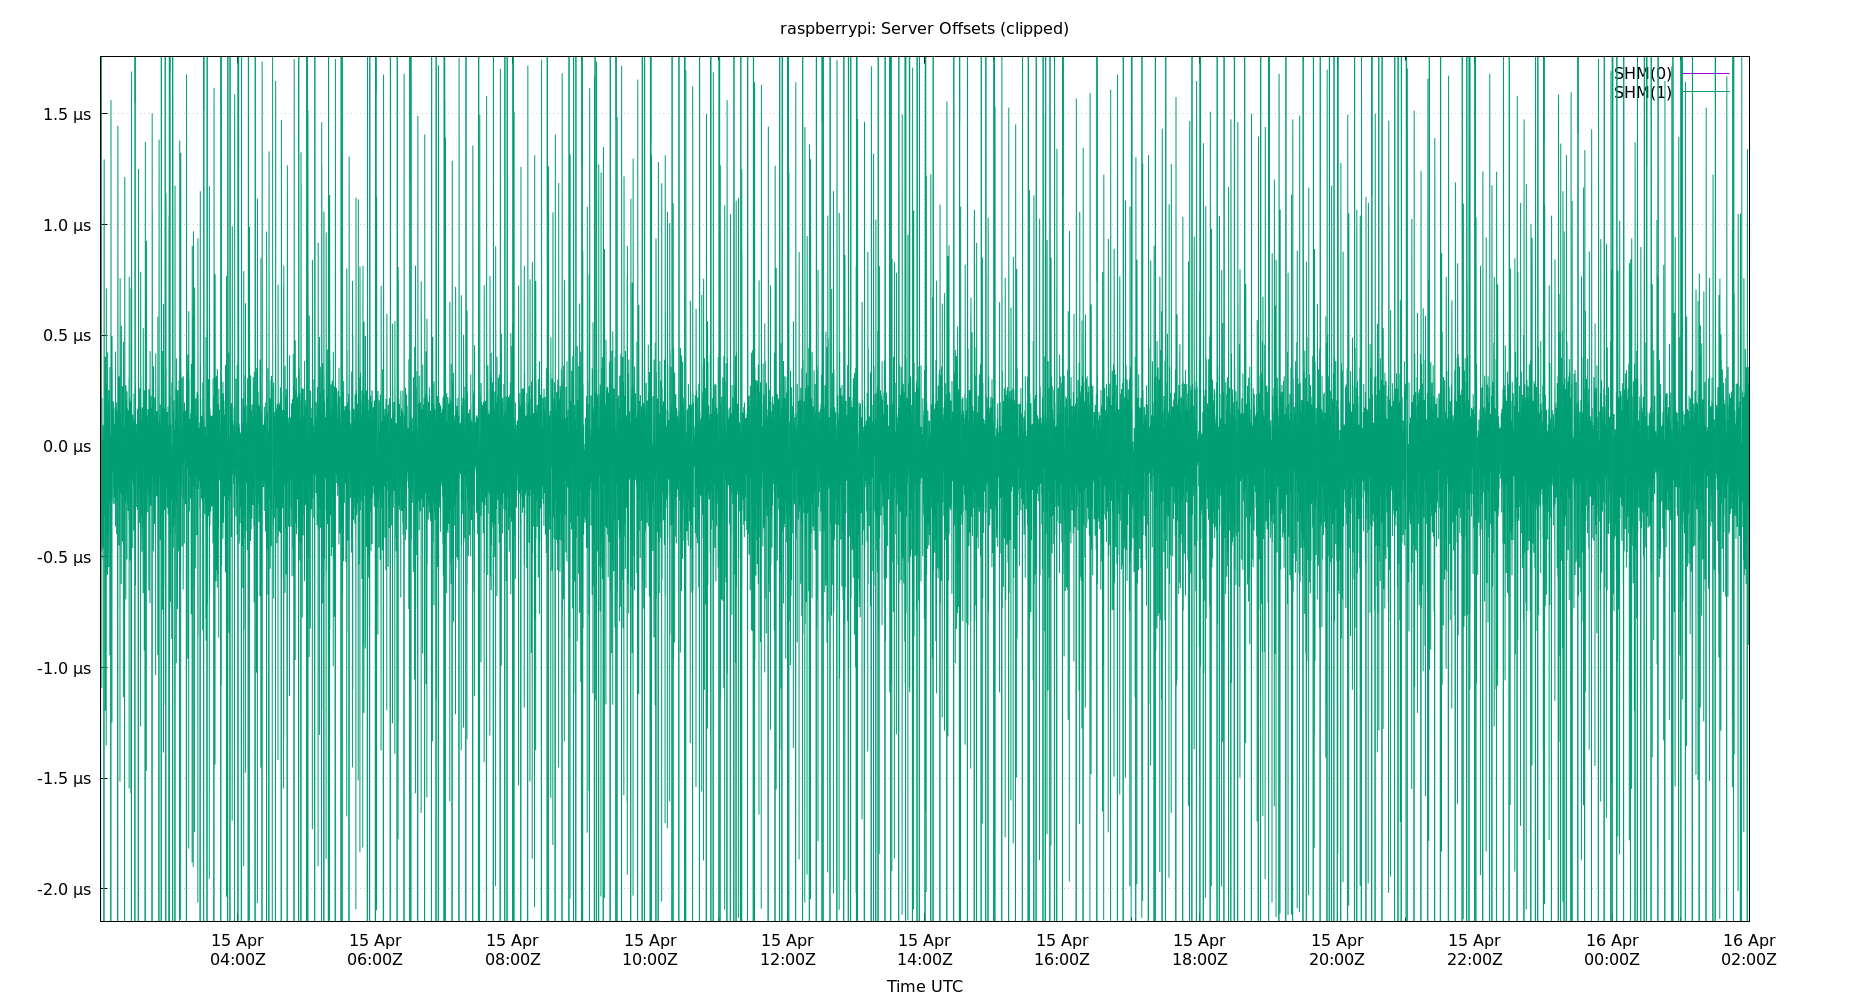 raspberrypi: Server Offsets (clipped)
SHM(0)
SHM(1)
1.5 µs
1.0 µs
0.5 µs
0.0 µs
-0.5 µs
-1.0 µs
-1.5 µs
-2.0 µs
15 Apr 15 Apr 15 Apr 15 Apr 15 Apr 15 Apr 15 Apr 15 Apr 15 Apr 15 Apr 16 Apr 16 Apr
04:00Z 06:00Z 08:00Z 10:00Z 12:00Z 14:00Z 16:00Z 18:00Z 20:00Z 22:00Z 00:00Z 02:00Z
Time UTC